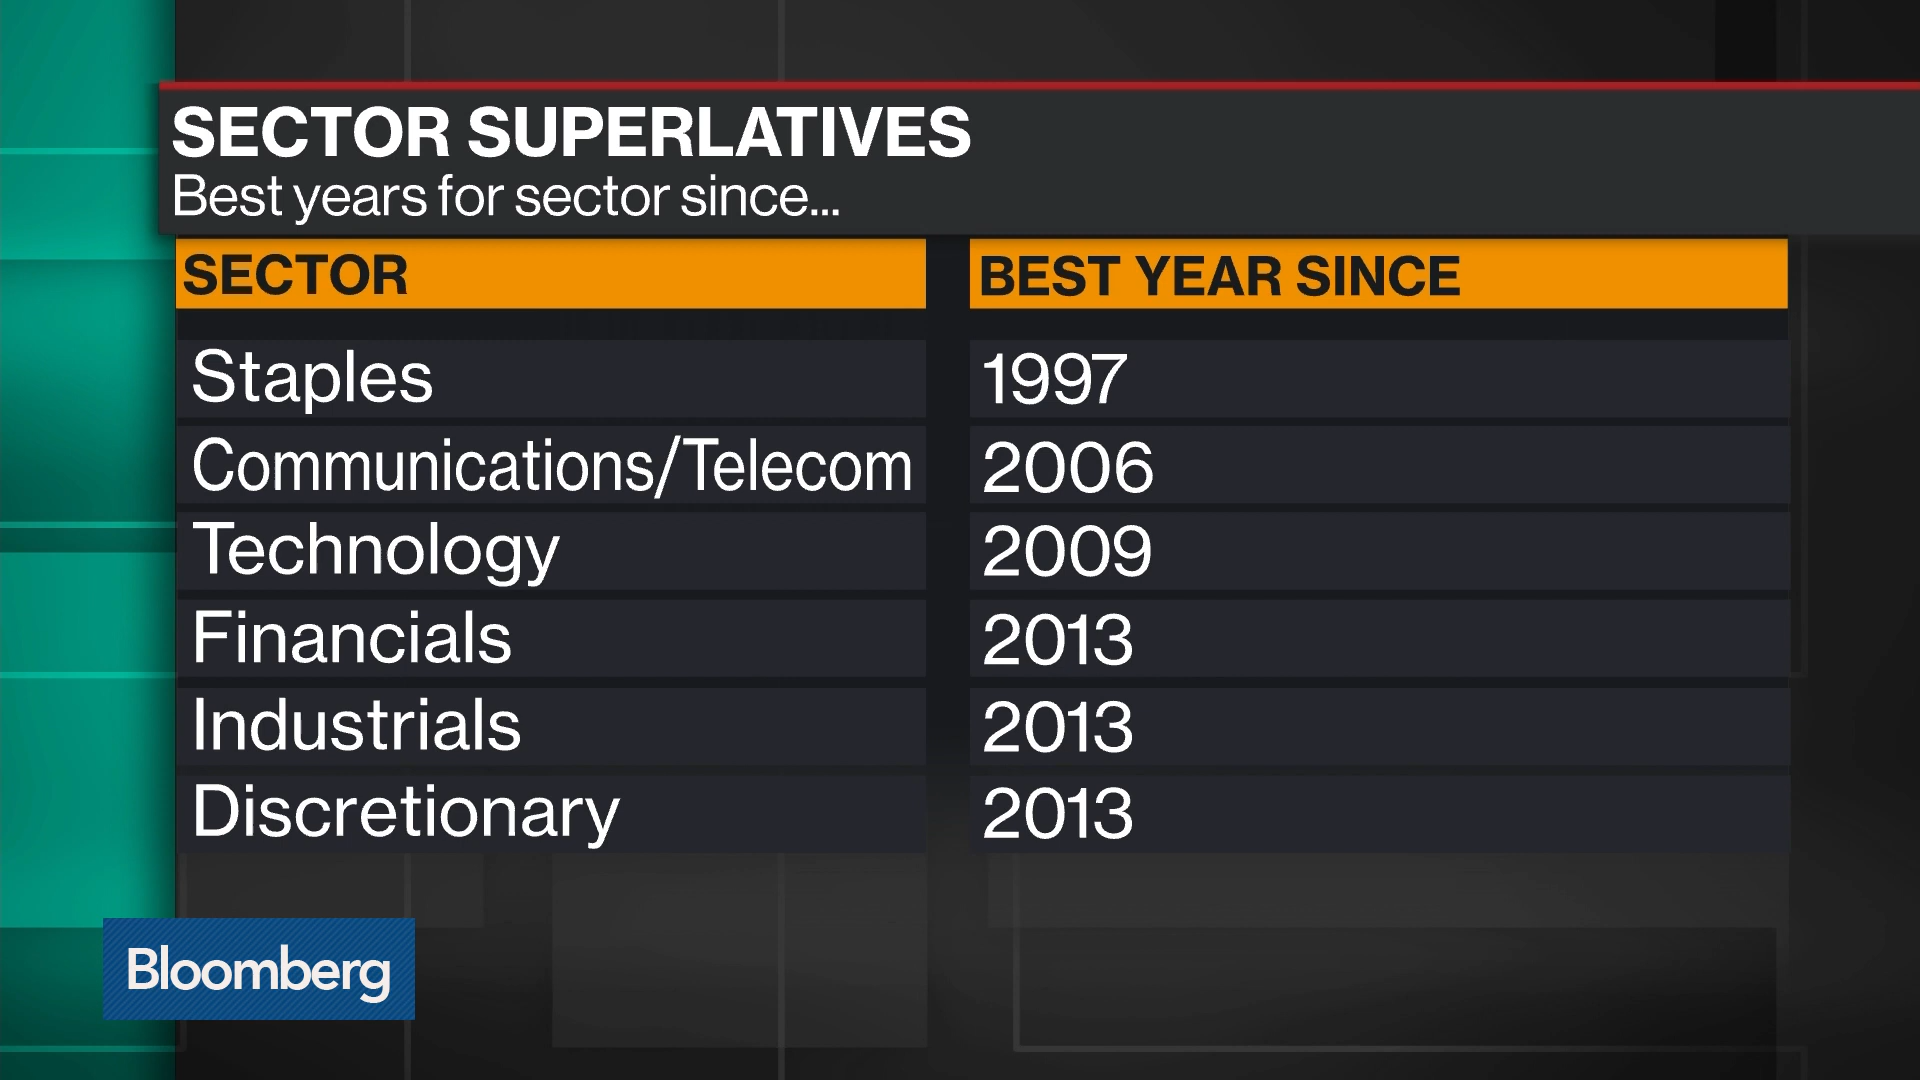 SECTOR SUPERLATIVES
Best years for sector since...
SECTOR BEST YEAR SINCE
Staples 1997
Communications/Telecom 2006
Technology 2009
Financials 2013
Industrials 2013
Discretionary 2013
Bloomberg